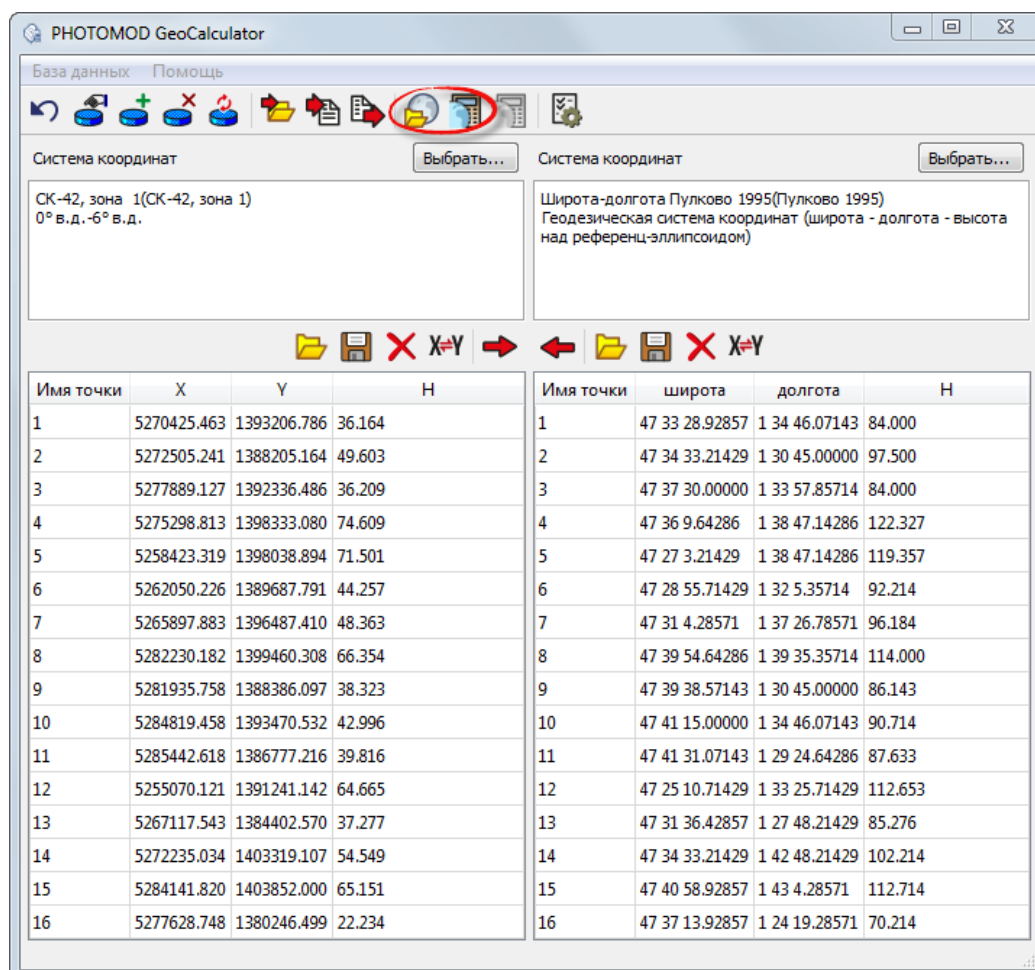 PHOTOMOD GeoCalculator
База данных Помощь
Система координат Выбрать... Система координат Выбрать...
СК-42, зона 1(СК-42, зона 1)
0° в.д.-6° в.д.
Широта-долгота Пулково 1995(Пулково 1995)
Геодезическая система координат (широта - долгота - высота
над референц-эллипсоидом)
X⇌Y X⇌Y
Имя точки X Y H Имя точки широта долгота H
1 5270425.463 1393206.786 36.164 1 47 33 28.92857 1 34 46.07143 84.000
2 5272505.241 1388205.164 49.603 2 47 34 33.21429 1 30 45.00000 97.500
3 5277889.127 1392336.486 36.209 3 47 37 30.00000 1 33 57.85714 84.000
4 5275298.813 1398333.080 74.609 4 47 36 9.64286 1 38 47.14286 122.327
5 5258423.319 1398038.894 71.501 5 47 27 3.21429 1 38 47.14286 119.357
6 5262050.226 1389687.791 44.257 6 47 28 55.71429 1 32 5.35714 92.214
7 5265897.883 1396487.410 48.363 7 47 31 4.28571 1 37 26.78571 96.184
8 5282230.182 1399460.308 66.354 8 47 39 54.64286 1 39 35.35714 114.000
9 5281935.758 1388386.097 38.323 9 47 39 38.57143 1 30 45.00000 86.143
10 5284819.458 1393470.532 42.996 10 47 41 15.00000 1 34 46.07143 90.714
11 5285442.618 1386777.216 39.816 11 47 41 31.07143 1 29 24.64286 87.633
12 5255070.121 1391241.142 64.665 12 47 25 10.71429 1 33 25.71429 112.653
13 5267117.543 1384402.570 37.277 13 47 31 36.42857 1 27 48.21429 85.276
14 5272235.034 1403319.107 54.549 14 47 34 33.21429 1 42 48.21429 102.214
15 5284141.820 1403852.000 65.151 15 47 40 58.92857 1 43 4.28571 112.714
16 5277628.748 1380246.499 22.234 16 47 37 13.92857 1 24 19.28571 70.214